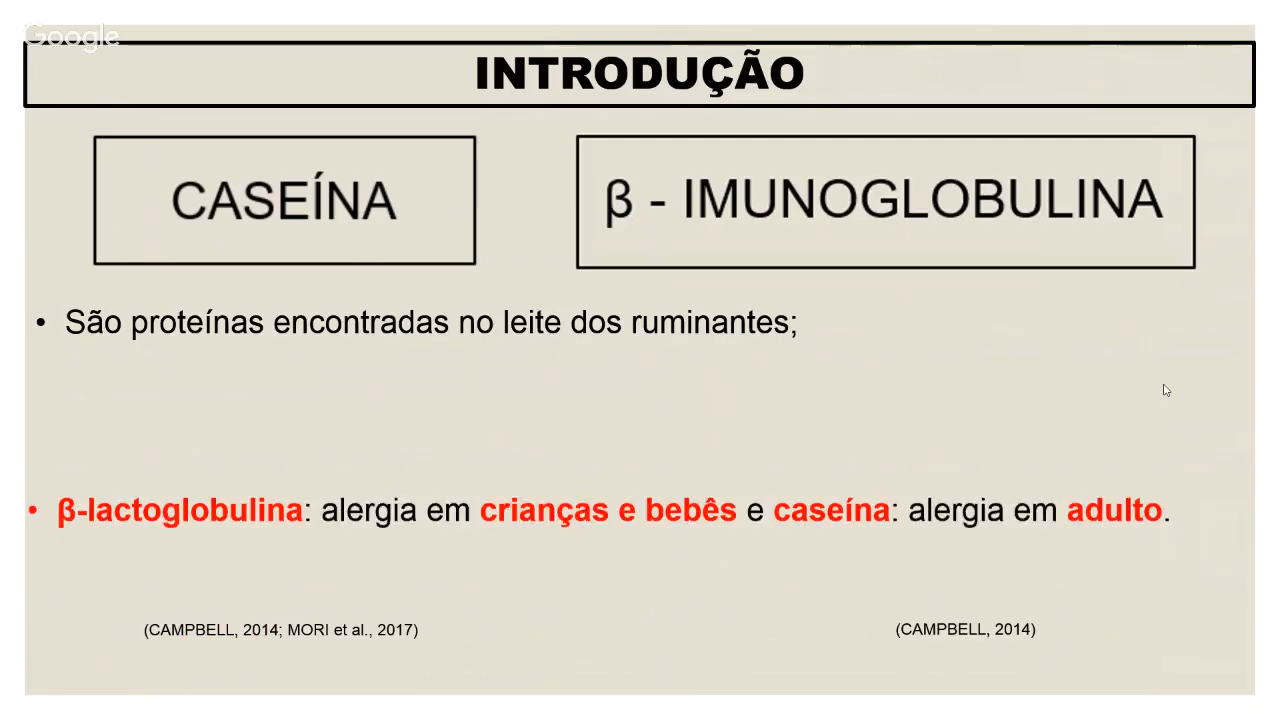 Google
INTRODUÇÃO
CASEÍNA
β - IMUNOGLOBULINA
• São proteínas encontradas no leite dos ruminantes;
• β-lactoglobulina: alergia em crianças e bebês e caseína: alergia em adulto.
(CAMPBELL, 2014; MORI et al., 2017)
(CAMPBELL, 2014)